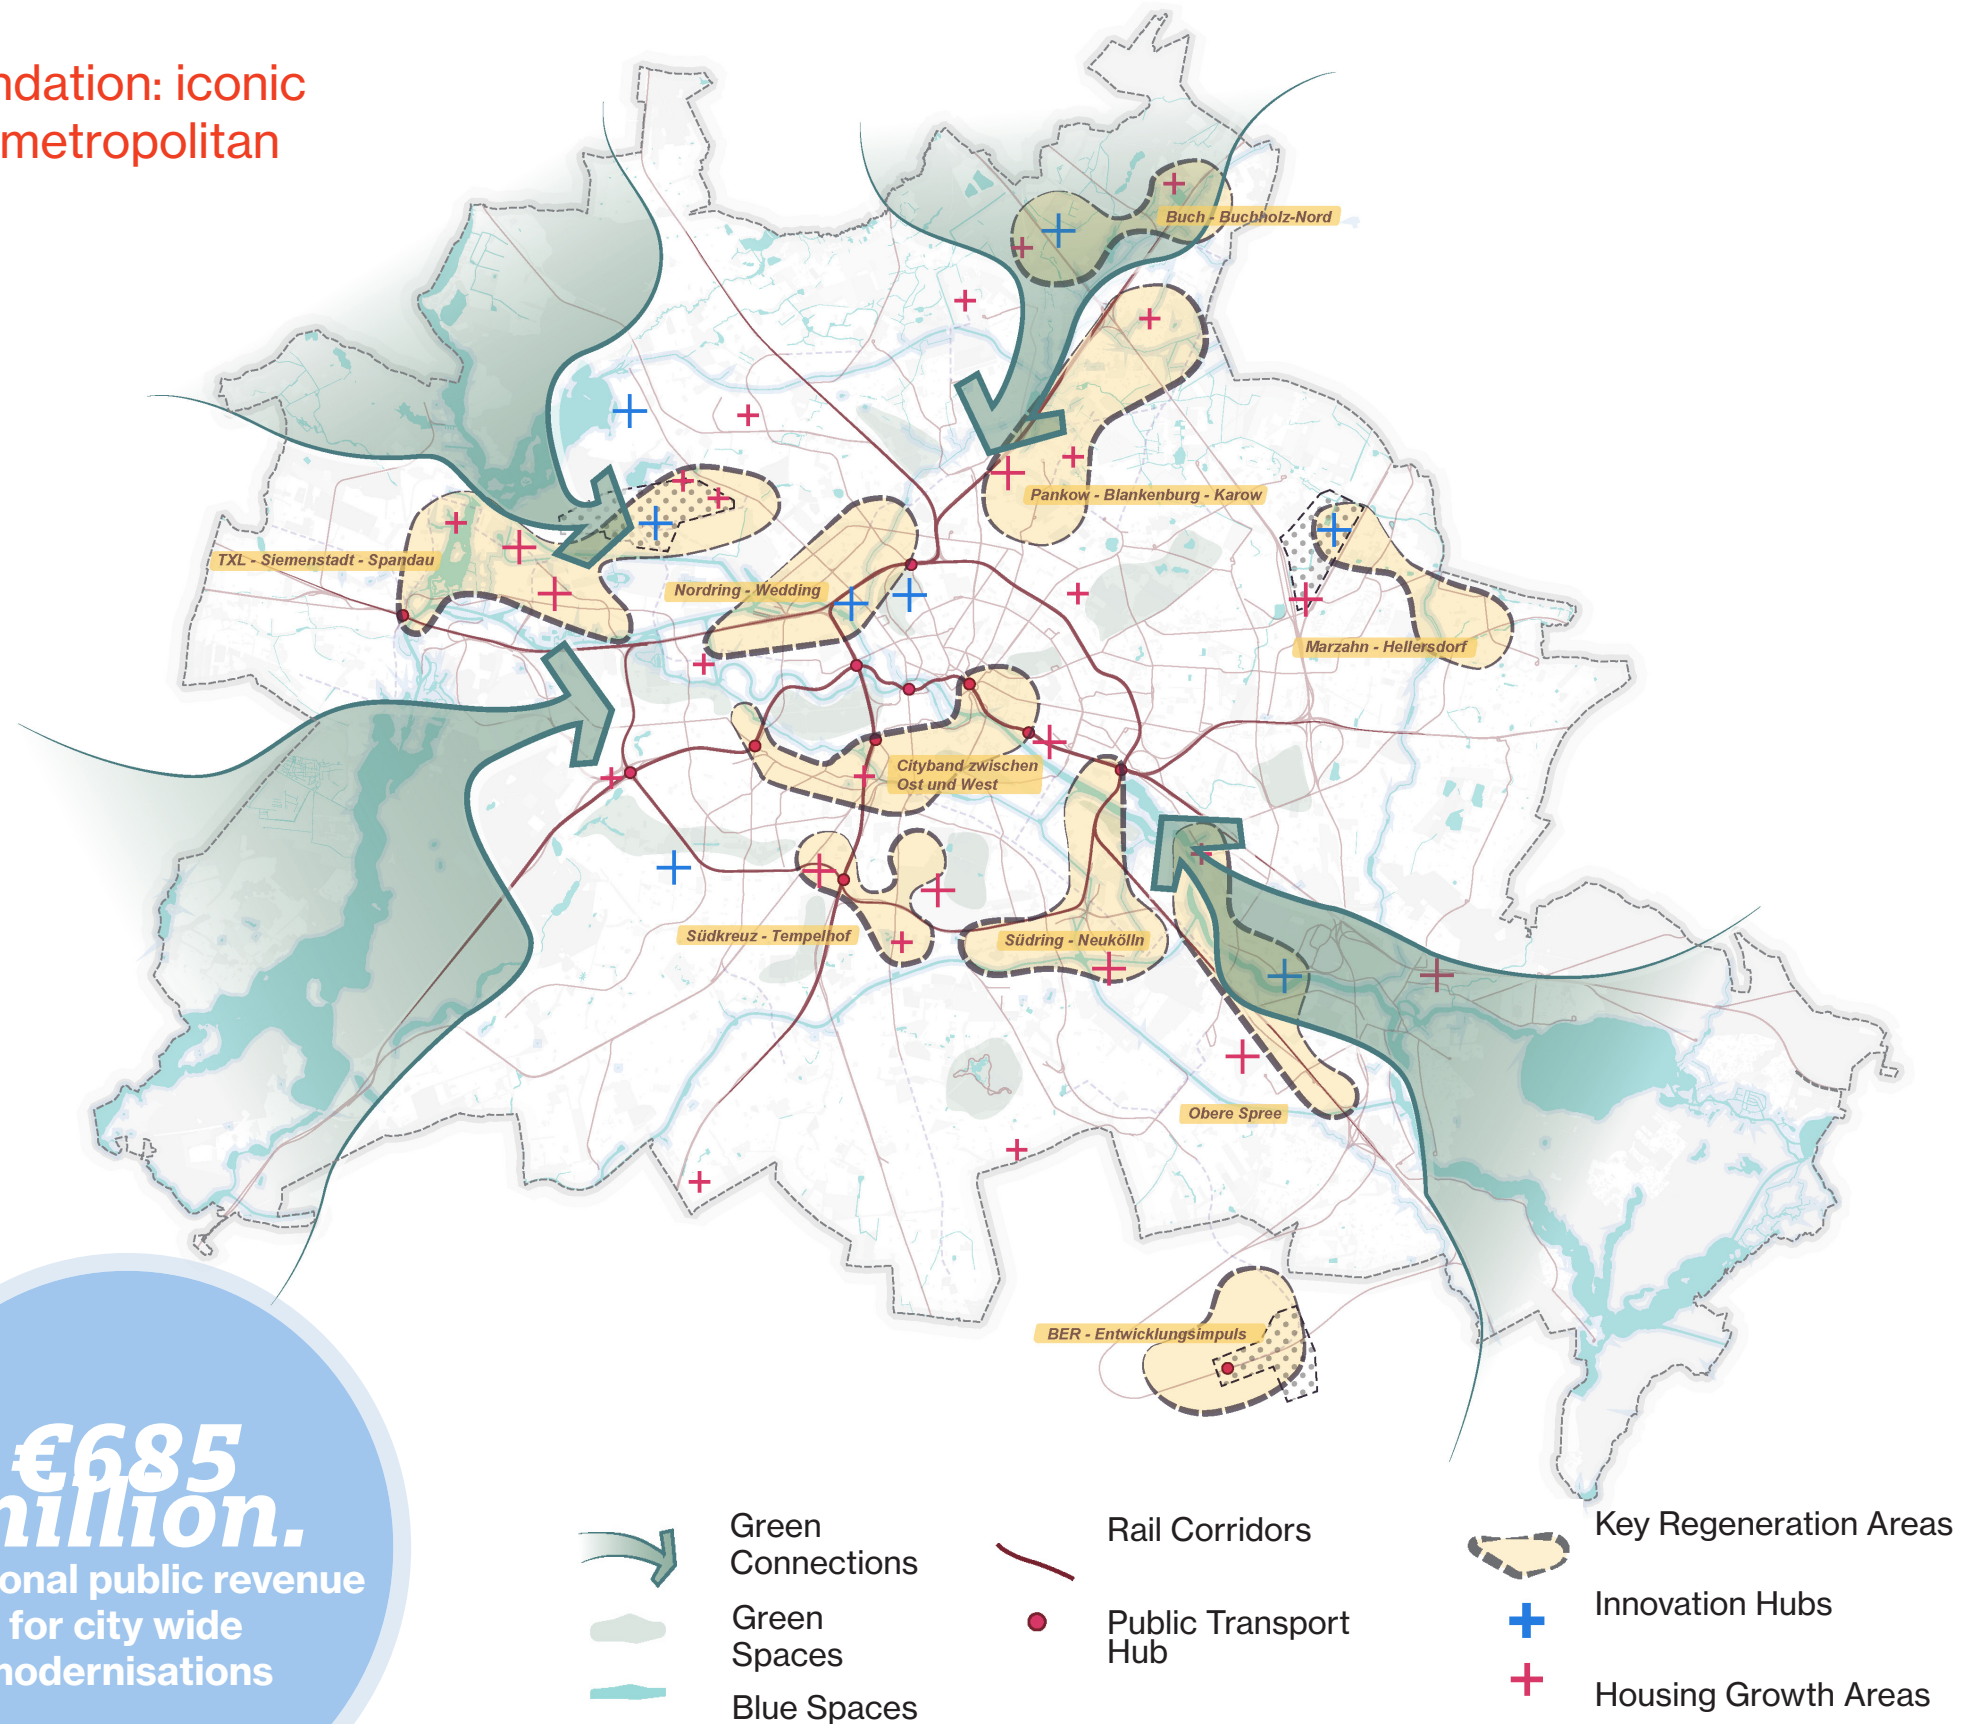 ndation: iconic
metropolitan
Buch - Buchholz-Nord
Pankow - Blankenburg - Karow
TXL - Siemenstadt - Spandau
Nordring - Wedding
Marzahn - Hellersdorf
Cityband zwischen
Ost und West
Südkreuz - Tempelhof
Südring - Neukölln
Obere Spree
BER - Entwicklungsimpuls
€685
million.
onal public revenue
for city wide
modernisations
Green
Connections
Green
Spaces
Blue Spaces
Rail Corridors
Public Transport
Hub
Key Regeneration Areas
Innovation Hubs
Housing Growth Areas